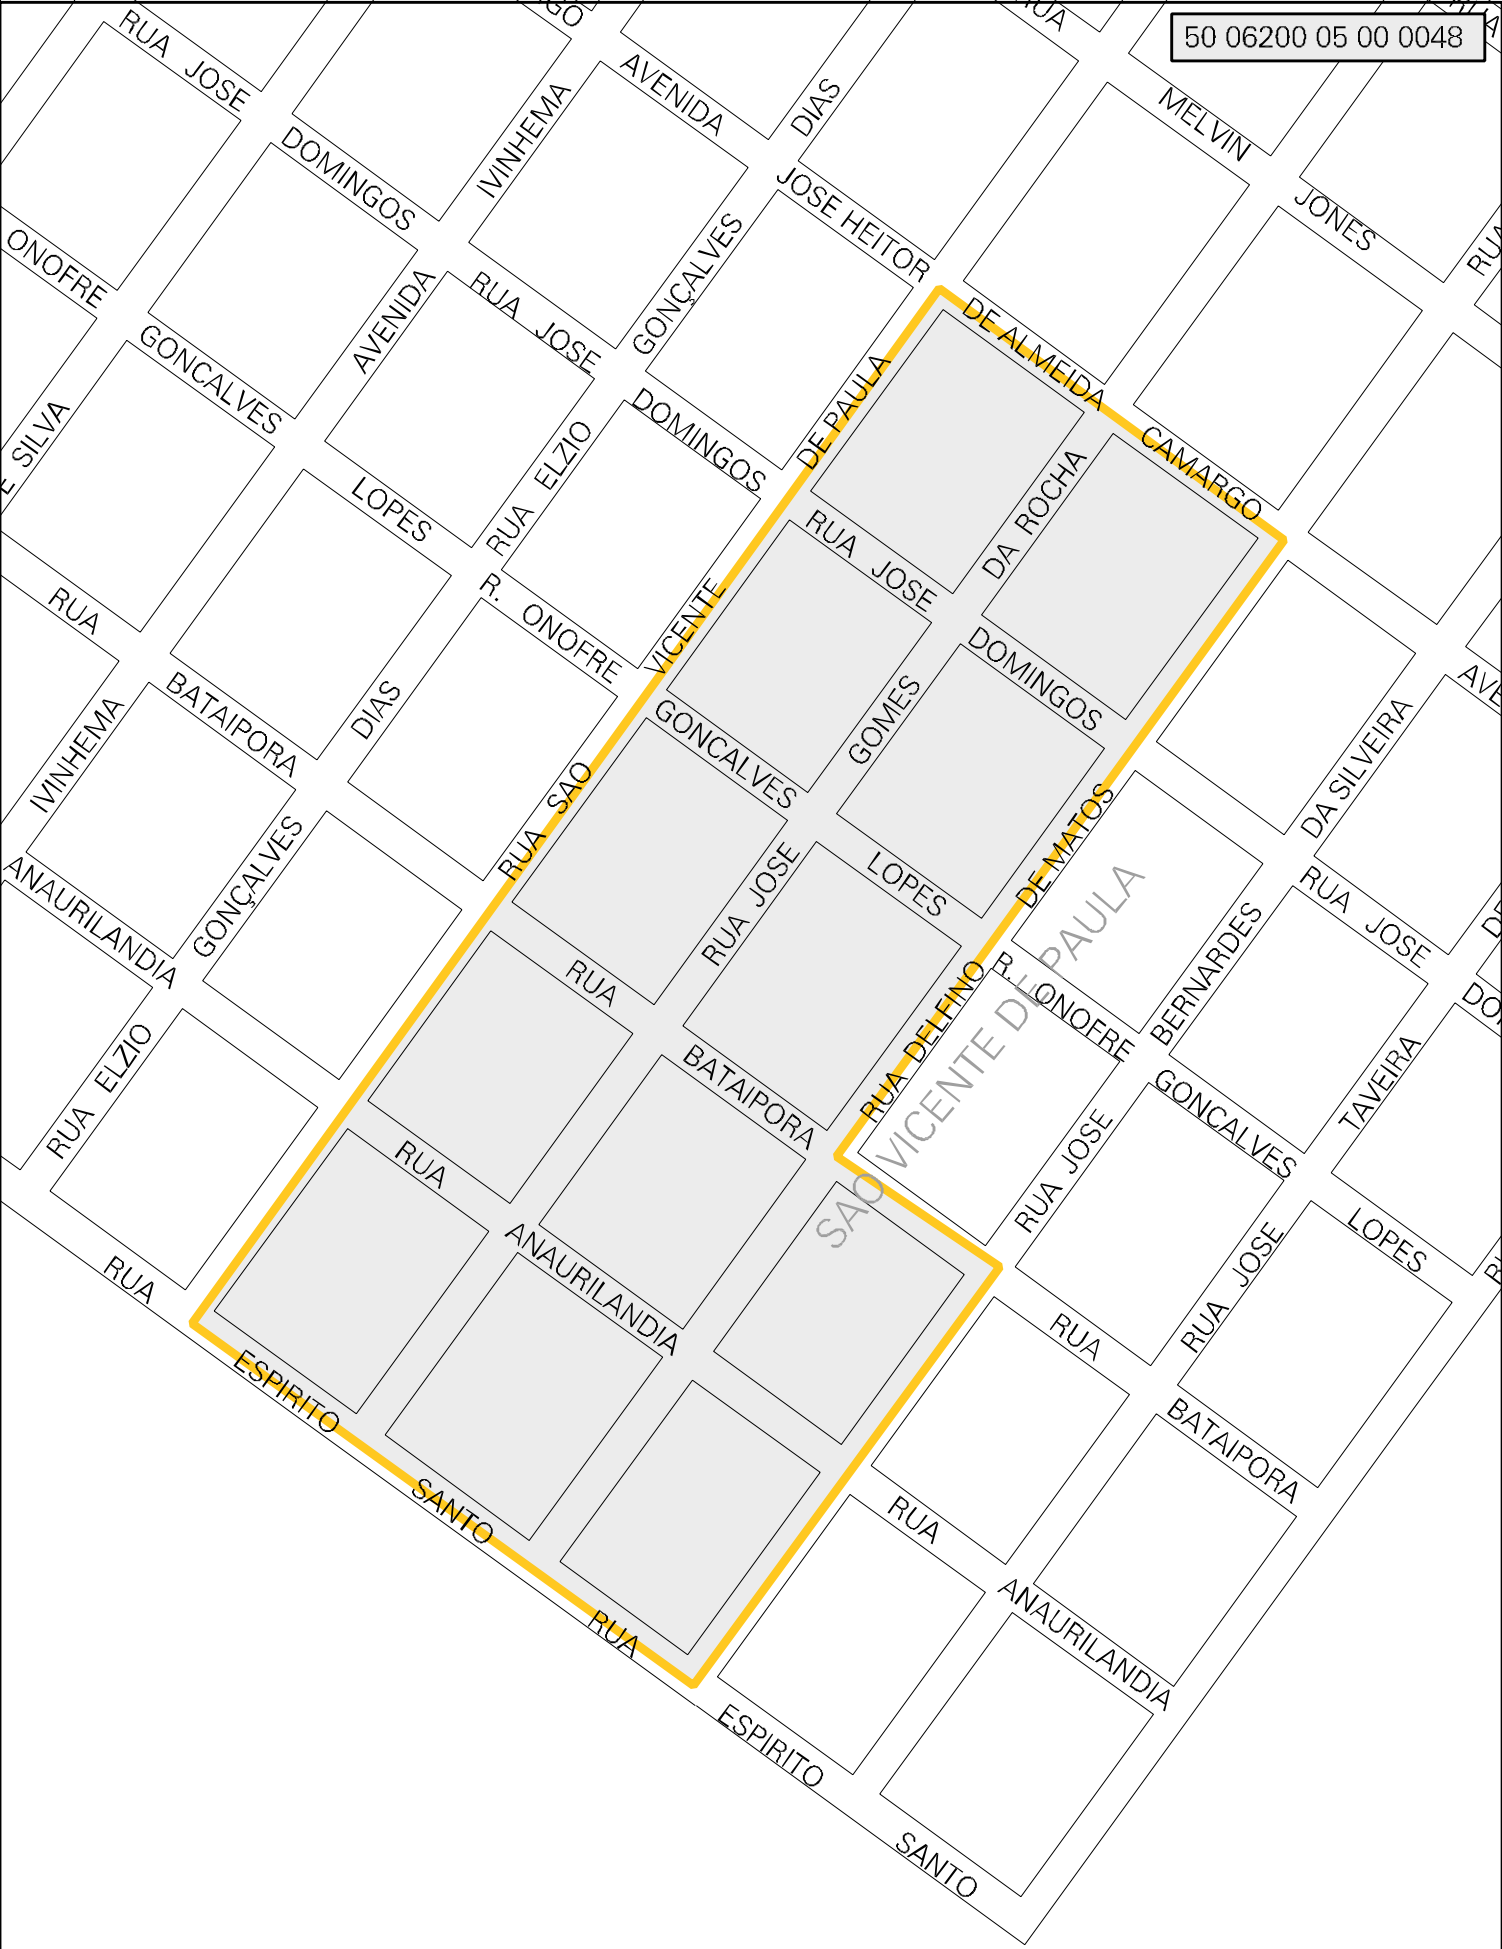 50 06200 05 00 0048
RUA JOSE
DOMINGOS
IVINHEMA
AVENIDA
DIAS
MELVIN
JONES
RUA
RUA
ONOFRE
GONCALVES
AVENIDA
RUA JOSE
GONÇALVES
JOSE HEITOR
DE ALMEIDA
CAMARGO
DE PAULA
DOMINGOS
RUA ELZIO
LOPES
SILVA
R. ONOFRE
VICENTE
RUA JOSE
DA ROCHA
DOMINGOS
GOMES
GONCALVES
RUA SAO
DIAS
RUA
BATAIPORA
IVINHEMA
ANAURILANDIA
GONÇALVES
RUA ELZIO
RUA JOSE
LOPES
DE MATOS
DA SILVEIRA
RUA JOSE
BERNARDES
R. ONOFRE
RUA DELFINO
SAO VICENTE DE PAULA
RUA
BATAIPORA
GONCALVES
TAVEIRA
RUA JOSE
LOPES
RUA JOSE
RUA
ANAURILANDIA
RUA
BATAIPORA
RUA
ANAURILANDIA
RUA
ESPIRITO
SANTO
RUA
ESPIRITO
SANTO